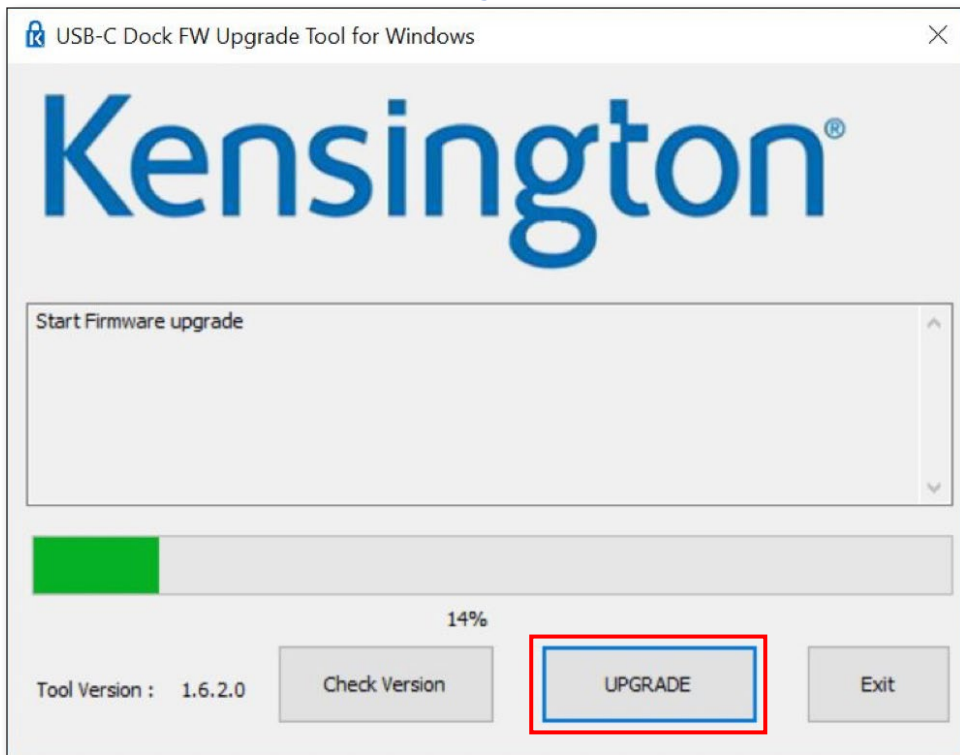 USB-C Dock FW Upgrade Tool for Windows
Kensington®
Start Firmware upgrade
14%
Tool Version : 1.6.2.0
Check Version
UPGRADE
Exit